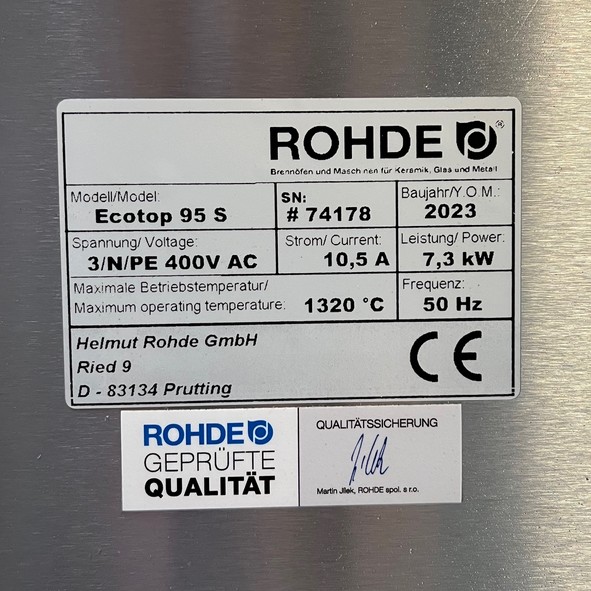 ROHDE ®
Brennöfen und Maschinen für Keramik, Glas und Metall
Modell/Model:
Ecotop 95 S
SN:
# 74178
Baujahr/Y.O.M.:
2023
Spannung/ Voltage:
3/N/PE 400V AC
Strom/ Current:
10,5 A
Leistung/ Power:
7,3 kW
Maximale Betriebstemperatur/
Maximum operating temperature: 1320 °C
Frequenz:
50 Hz
Helmut Rohde GmbH
Ried 9
D - 83134 Prutting
CE
ROHDE
GEPRÜFTE
QUALITÄT
QUALITÄTSSICHERUNG
Martin Jilek, ROHDE spol. s r.o.